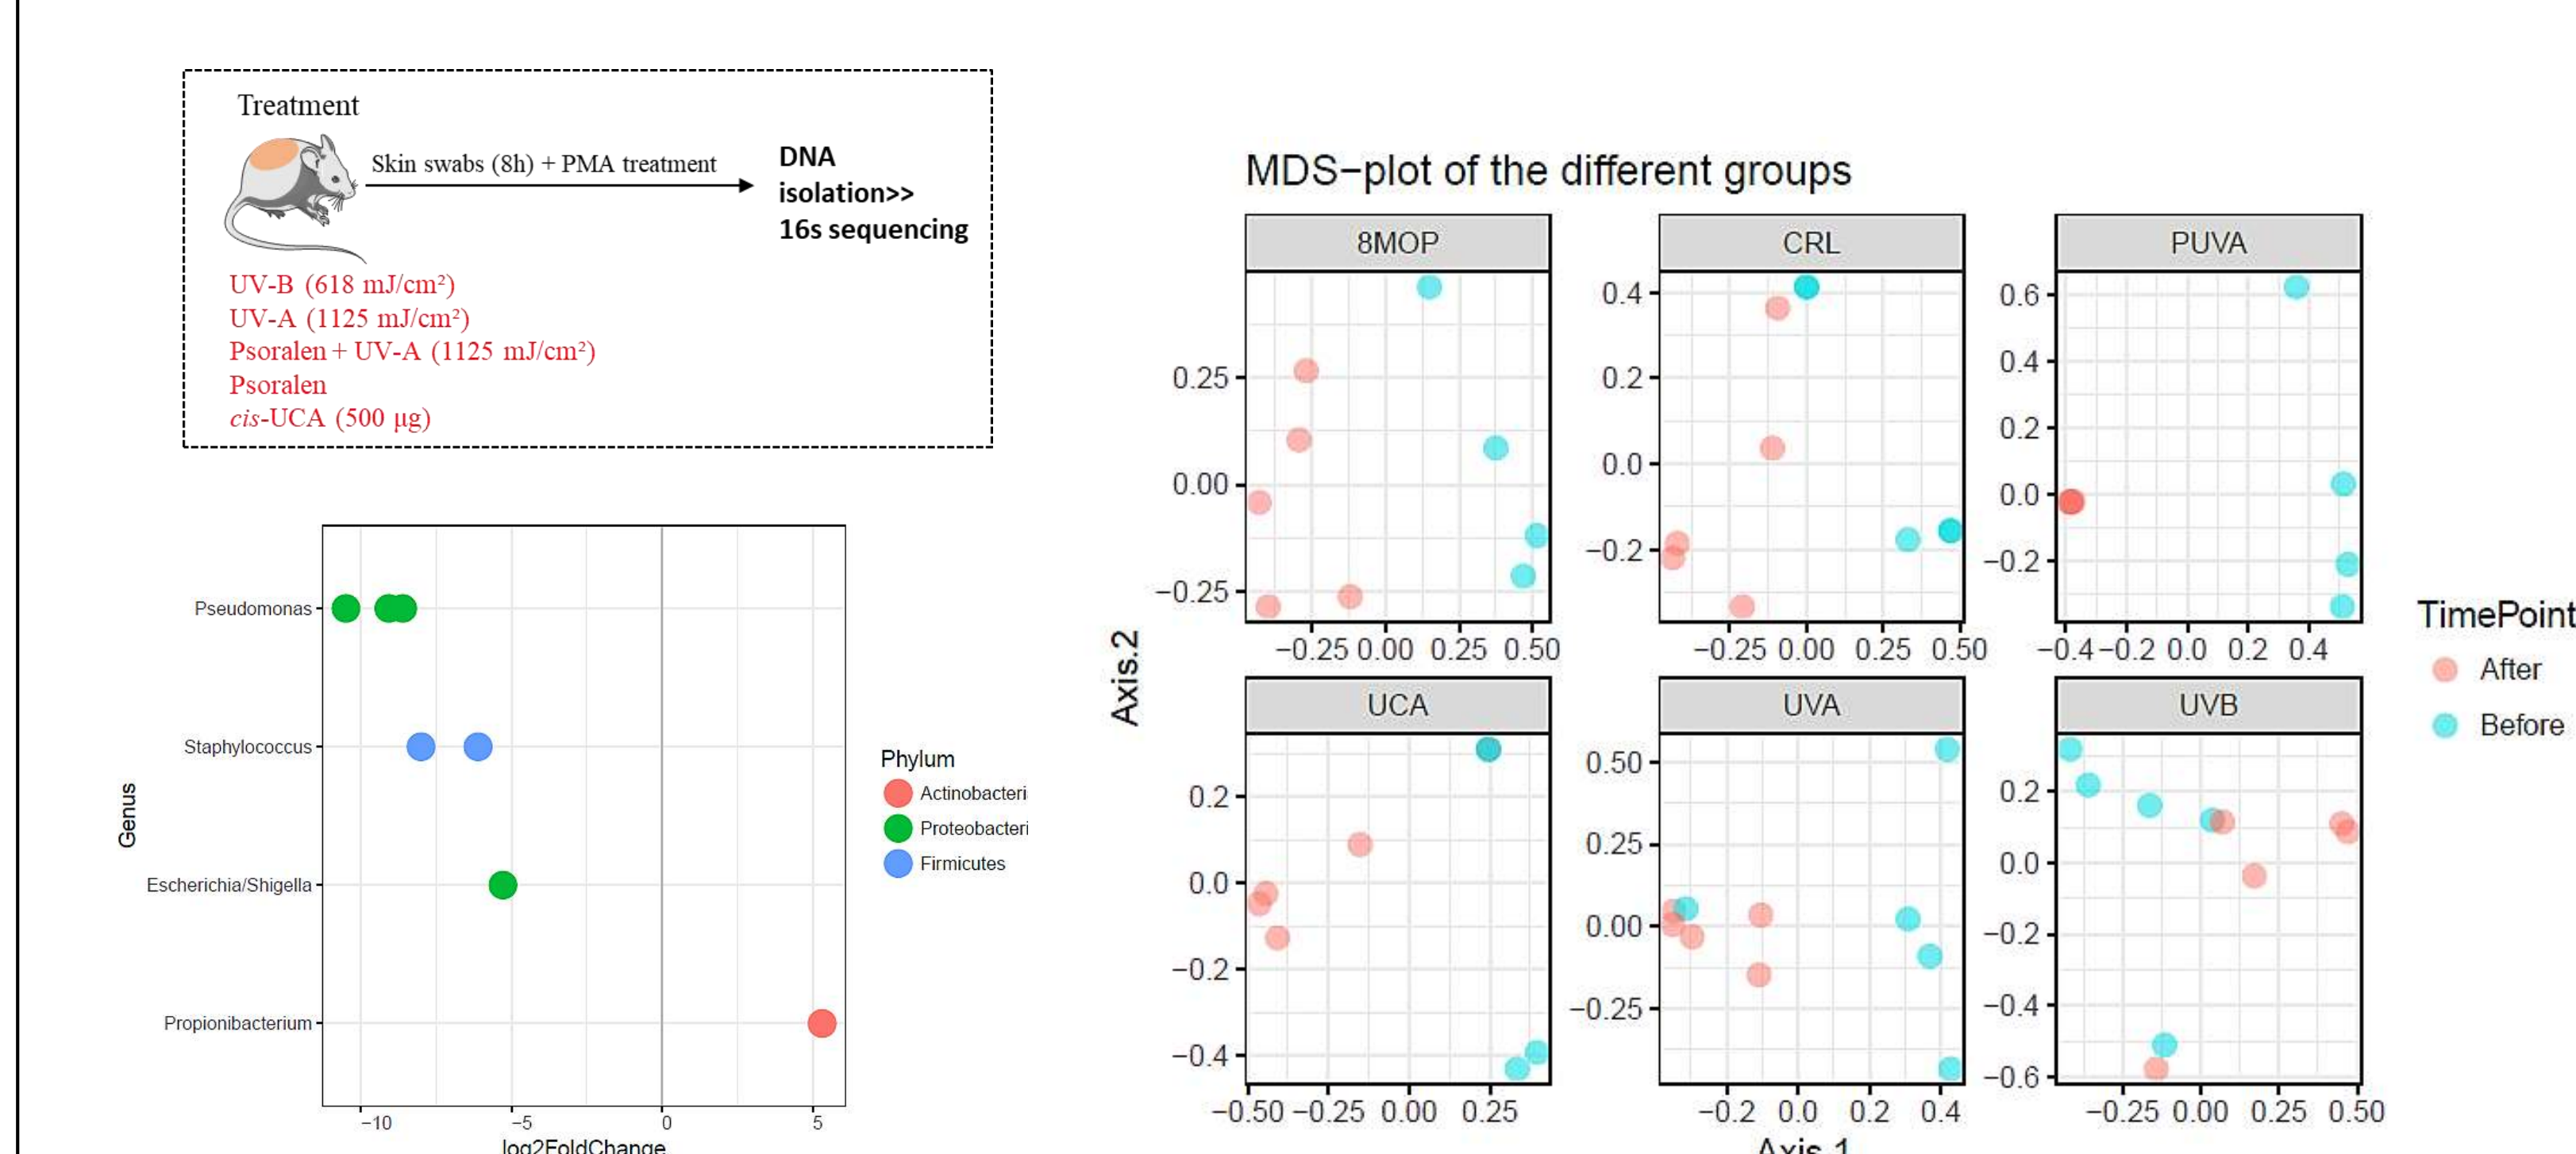 Treatment
Skin swabs (8h) + PMA treatment
DNA
isolation>>
16s sequencing
UV-B (618 mJ/cm²)
UV-A (1125 mJ/cm²)
Psoralen + UV-A (1125 mJ/cm²)
Psoralen
cis-UCA (500 µg)
Genus
Pseudomonas
Staphylococcus
Escherichia/Shigella
Propionibacterium
−10 −5 0 5
log2FoldChange
Phylum
Actinobacteri
Proteobacteri
Firmicutes
MDS−plot of the different groups
8MOP
0.25
0.00
−0.25
−0.25 0.00 0.25 0.50
CRL
0.4
0.2
0.0
−0.2
−0.25 0.00 0.25 0.50
PUVA
0.6
0.4
0.2
0.0
−0.2
−0.4 −0.2 0.0 0.2 0.4
Axis.2
UCA
0.2
0.0
−0.2
−0.4
−0.50 −0.25 0.00 0.25
UVA
0.50
0.25
0.00
−0.25
−0.2 0.0 0.2 0.4
UVB
0.2
0.0
−0.2
−0.4
−0.6
−0.25 0.00 0.25 0.50
Axis.1
TimePoint
After
Before